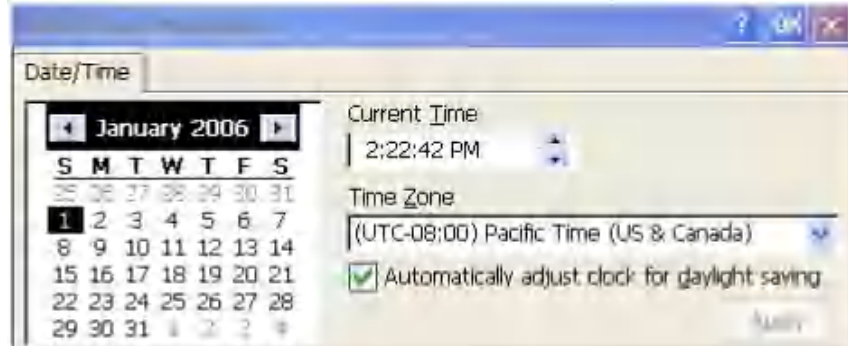 ? OK ×
Date/Time
January 2006
S M T W T F S
25 26 27 28 29 30 31
1 2 3 4 5 6 7
8 9 10 11 12 13 14
15 16 17 18 19 20 21
22 23 24 25 26 27 28
29 30 31 1 2 3 4
Current Time
2:22:42 PM
Time Zone
(UTC-08:00) Pacific Time (US & Canada)
Automatically adjust clock for daylight saving
Apply